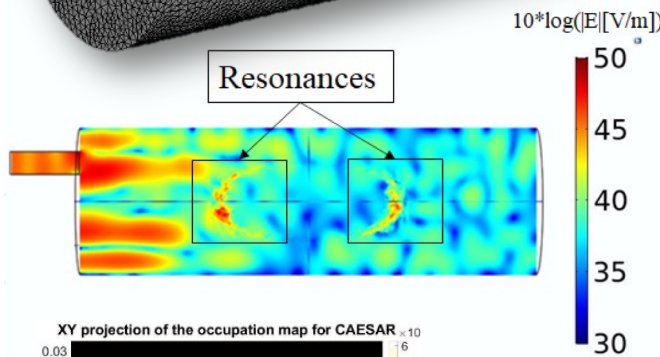 10*log(|E|[V/m])
50
Resonances
45
40
35
30
XY projection of the occupation map for CAESAR ×10
0.03
6